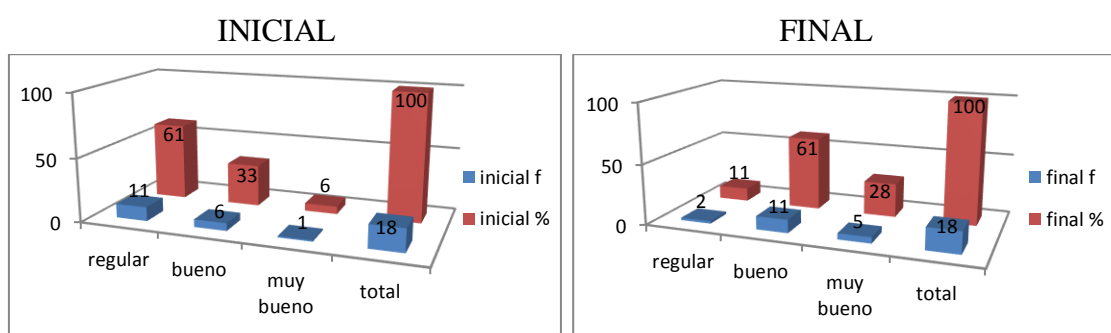 INICIAL
100
50
0
61
33
6
100
11
6
1
18
regular
bueno
muy
bueno
total
inicial f
inicial %
FINAL
100
50
0
11
61
28
100
2
11
5
18
regular
bueno
muy
bueno
total
final f
final %